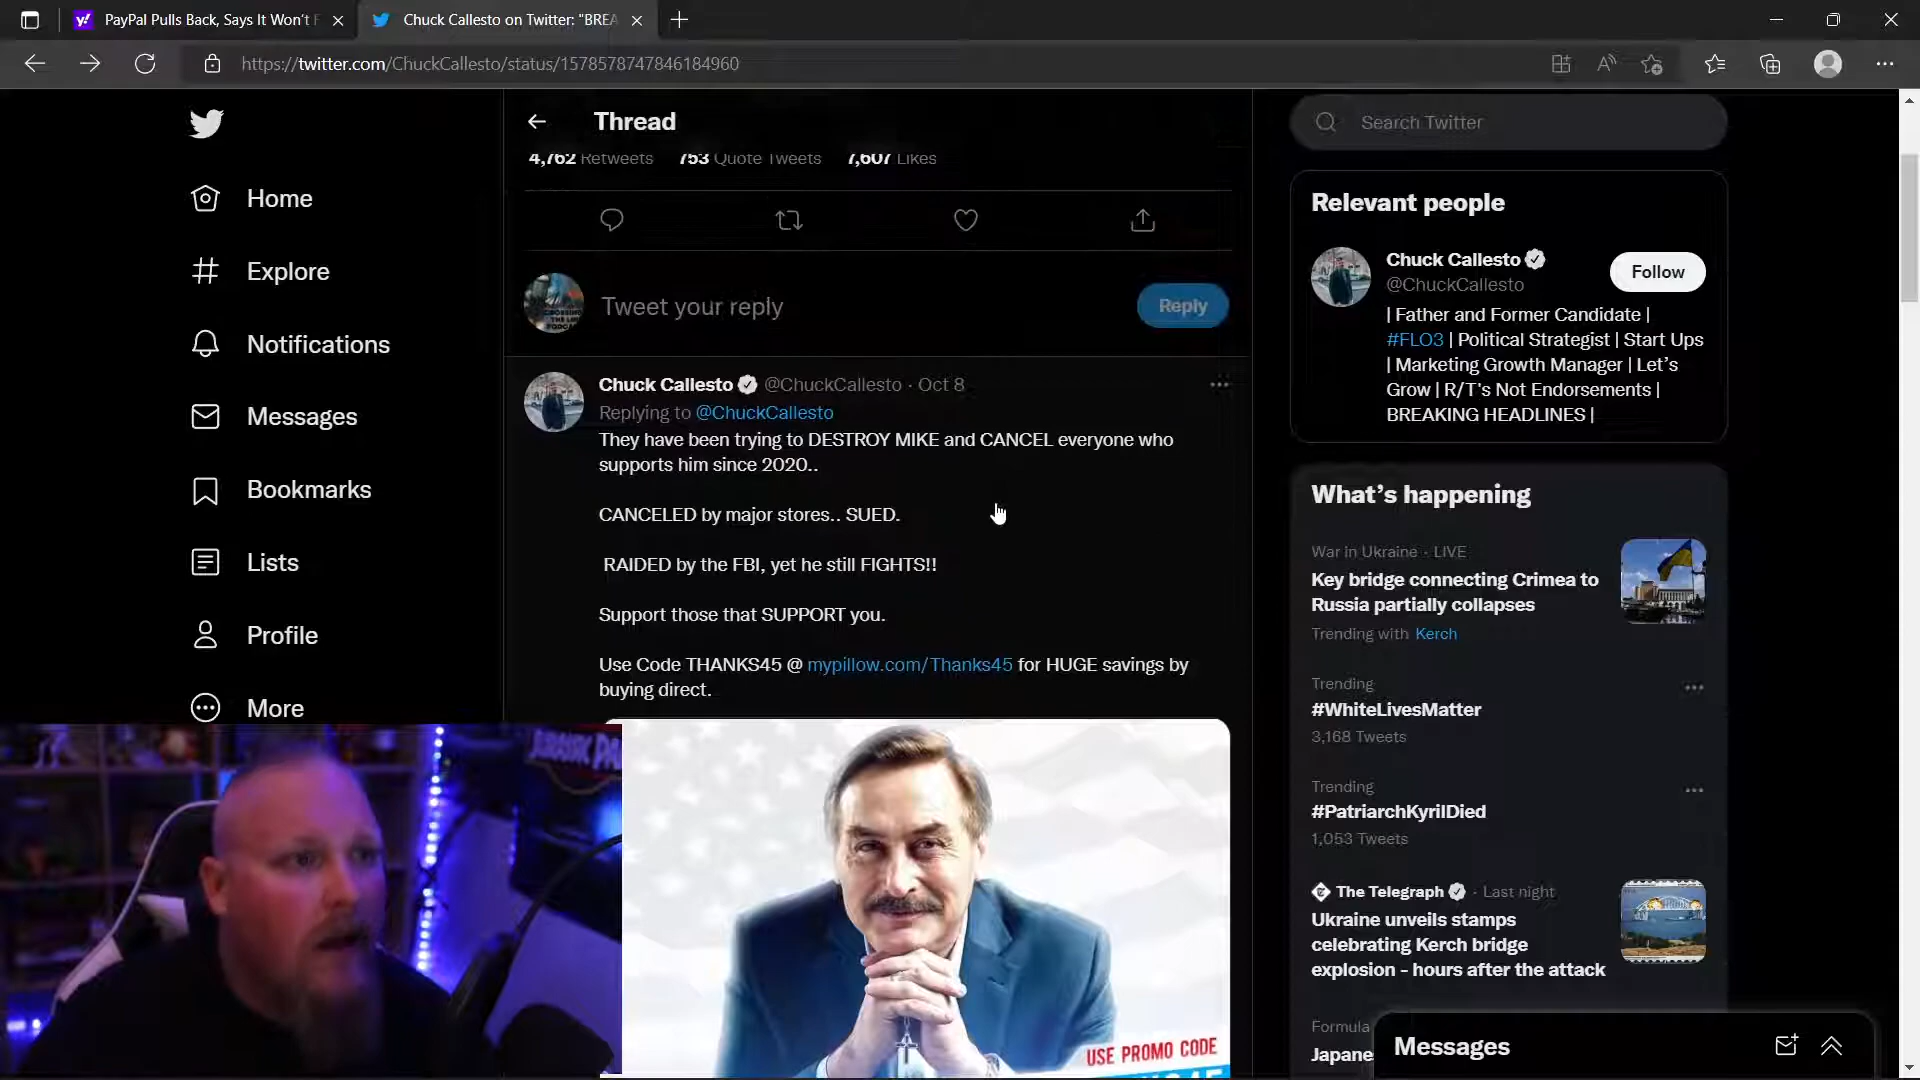 PayPal Pulls Back, Says It Won't F
Chuck Callesto on Twitter: "BREA
https://twitter.com/ChuckCallesto/status/1578578747846184960
Thread
4,762 Retweets 753 Quote Tweets 7,607 Likes
Home
Explore
Notifications
Messages
Bookmarks
Lists
Profile
More
Tweet your reply
Reply
Chuck Callesto @ChuckCallesto · Oct 8
Replying to @ChuckCallesto
They have been trying to DESTROY MIKE and CANCEL everyone who
supports him since 2020..
CANCELED by major stores.. SUED.
RAIDED by the FBI, yet he still FIGHTS!!
Support those that SUPPORT you.
Use Code THANKS45 @ mypillow.com/Thanks45 for HUGE savings by
buying direct.
USE PROMO CODE
JURASSIC PA
Search Twitter
Relevant people
Chuck Callesto
@ChuckCallesto
Follow
| Father and Former Candidate |
#FL03 | Political Strategist | Start Ups
| Marketing Growth Manager | Let's
Grow | R/T's Not Endorsements |
BREAKING HEADLINES |
What's happening
War in Ukraine · LIVE
Key bridge connecting Crimea to
Russia partially collapses
Trending with Kerch
Trending
#WhiteLivesMatter
3,168 Tweets
Trending
#PatriarchKyrilDied
1,053 Tweets
The Telegraph · Last night
Ukraine unveils stamps
celebrating Kerch bridge
explosion - hours after the attack
Formula
Japane
Messages